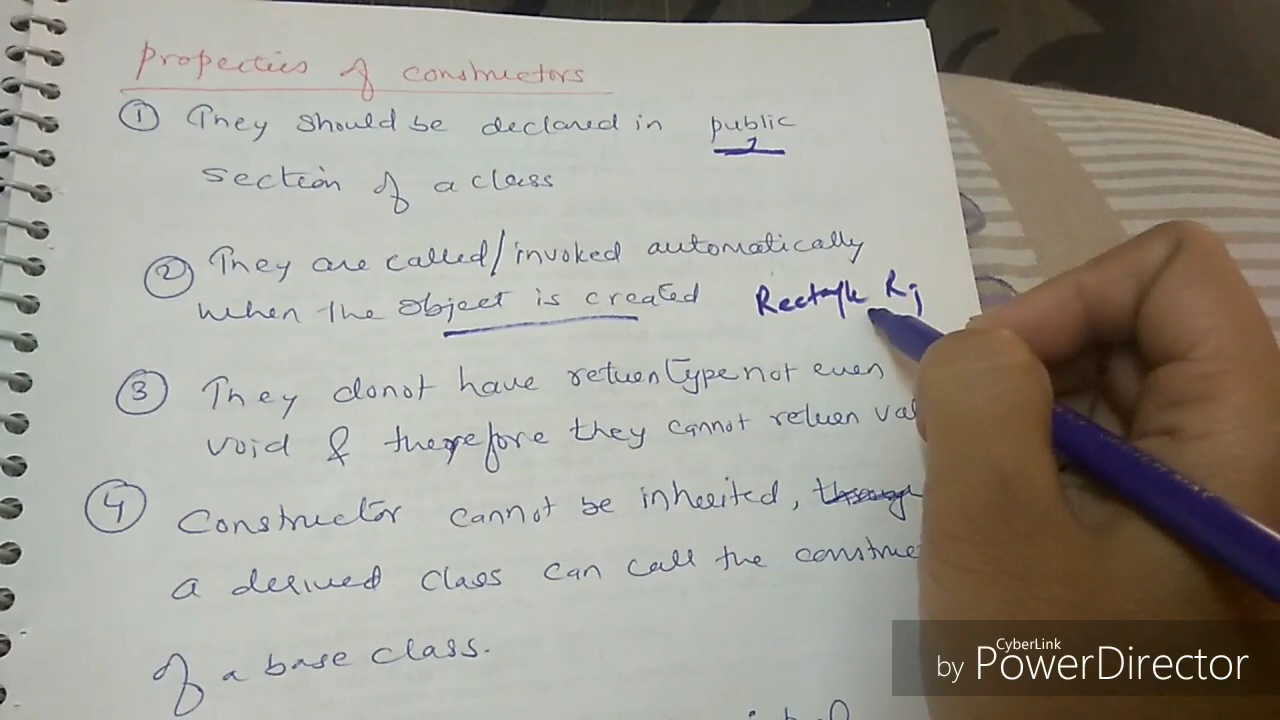 Properties of constructors
① They should be declared in public
section of a class
② They are called/invoked automatically
when the object is created Rectangle R;
③ They donot have return type not even
void & therefore they cannot return
④ Constructor cannot be inherited,
a derived class can call the
of a base class.
CyberLink
by PowerDirector